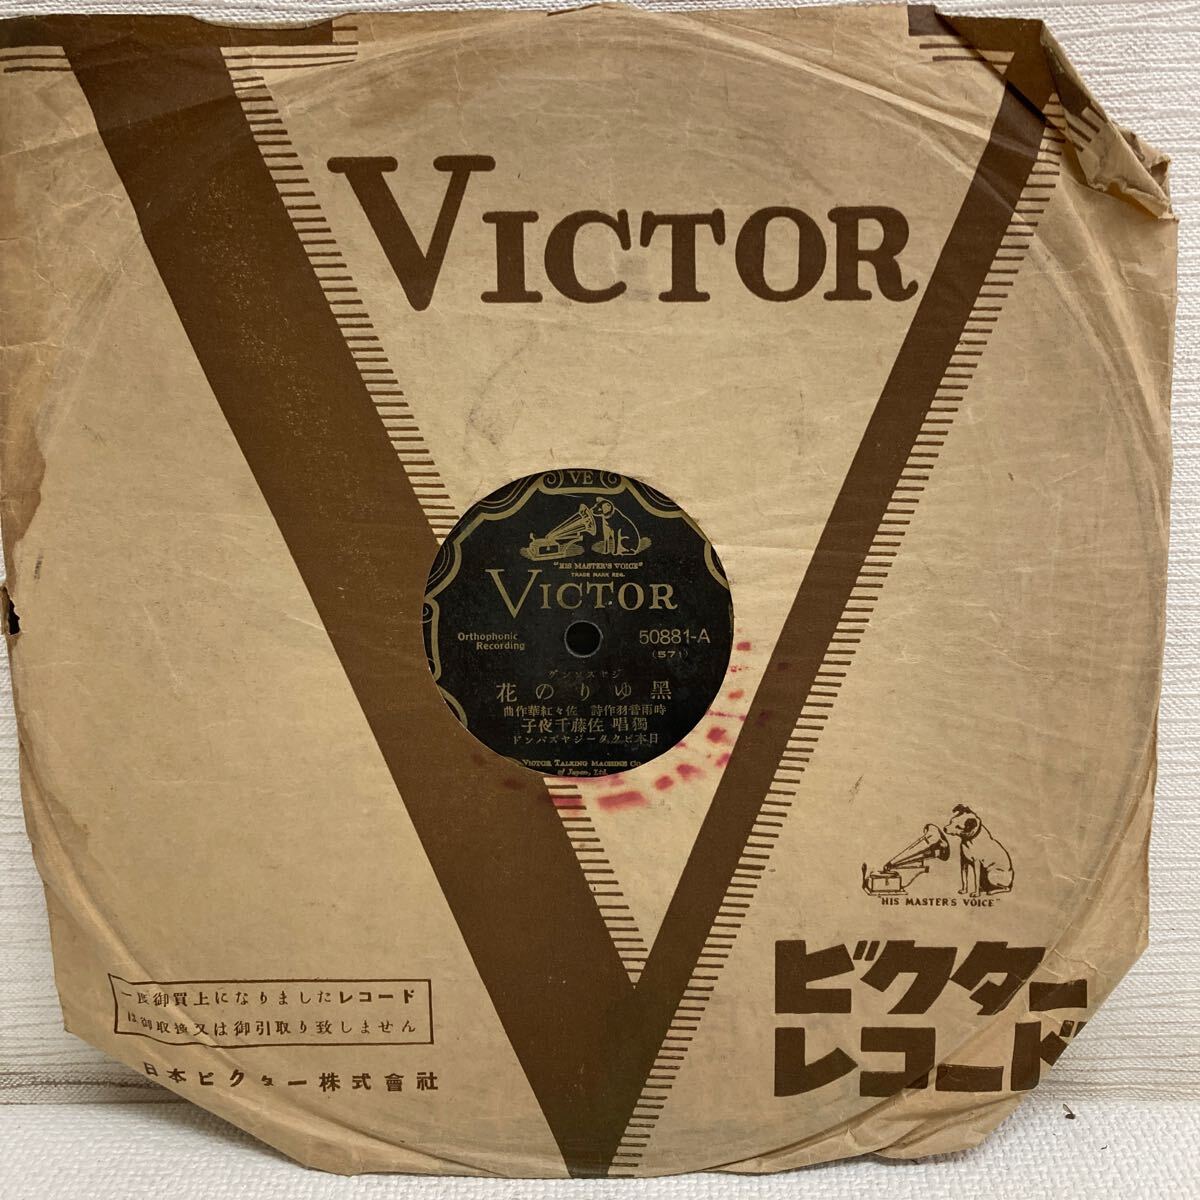 VICTOR
VE
"HIS MASTER'S VOICE"
TRADE MARK REG.
VICTOR
Orthophonic
Recording
50881-A
(571)
ジヤズソング
黑ゆりの花
時雨音羽作詩 佐々紅華作曲
獨唱 佐藤千夜子
日本ビクタージヤズバンド
VICTOR TALKING MACHINE CO.
of Japan, Ltd.
"HIS MASTER'S VOICE"
ビクター
レコード
一度御買上になりましたレコード
は御取換又は御引取り致しません
日本ビクター株式會社